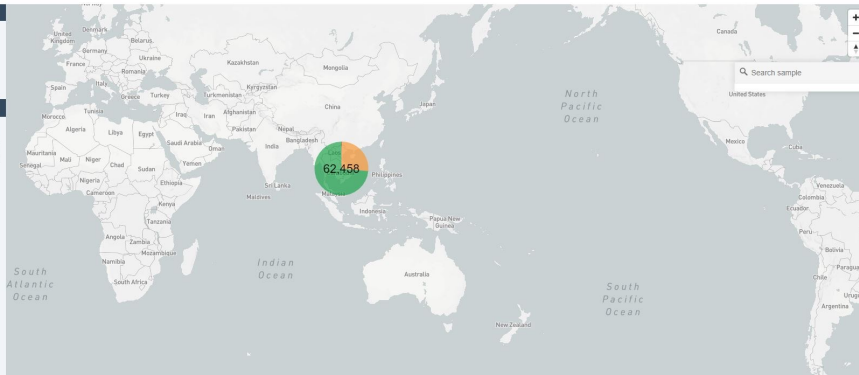 United
Kingdom
Denmark
Belarus
Germany
Ukraine
France
Romania
Italy
Spain
Greece
Turkey
Kazakhstan
Mongolia
Kyrgyzstan
Turkmenistan
China
Japan
Morocco
Tunisia
Iraq
Iran
Afghanistan
Algeria
Libya
Egypt
Pakistan
Nepal
Saudi Arabia
Bangladesh
Oman
India
Mauritania
Mali
Niger
Senegal
Chad
Sudan
Yemen
62,458
Philippines
Nigeria
Ethiopia
Cameroon
Sri Lanka
Maldives
Kenya
Indonesia
Papua New
Guinea
Tanzania
Angola
Zambia
Mozambique
Namibia
South Africa
South
Atlantic
Ocean
Indian
Ocean
Australia
New Zealand
North
Pacific
Ocean
South
Pacific
Ocean
Canada
+
−
Search sample
United States
Mexico
Cuba
Venezuela
Colombia
Ecuador
Peru
Bolivia
Paragua
Chile
Urug
Argentina